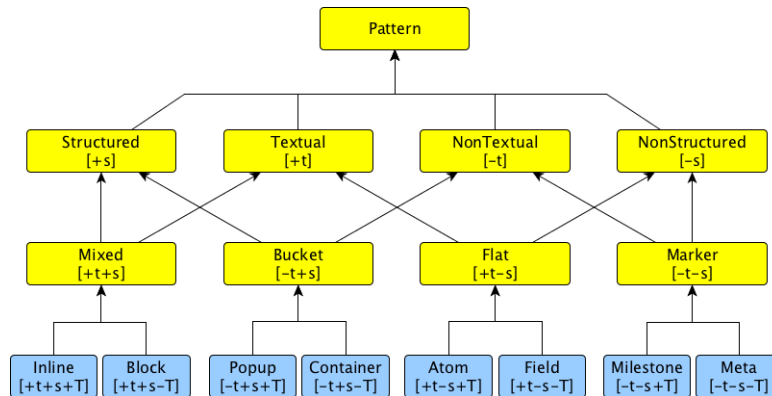 Pattern
Structured
[+s]
Textual
[+t]
NonTextual
[-t]
NonStructured
[-s]
Mixed
[+t+s]
Bucket
[-t+s]
Flat
[+t-s]
Marker
[-t-s]
Inline
[+t+s+T]
Block
[+t+s-T]
Popup
[-t+s+T]
Container
[-t+s-T]
Atom
[+t-s+T]
Field
[+t-s-T]
Milestone
[-t-s+T]
Meta
[-t-s-T]